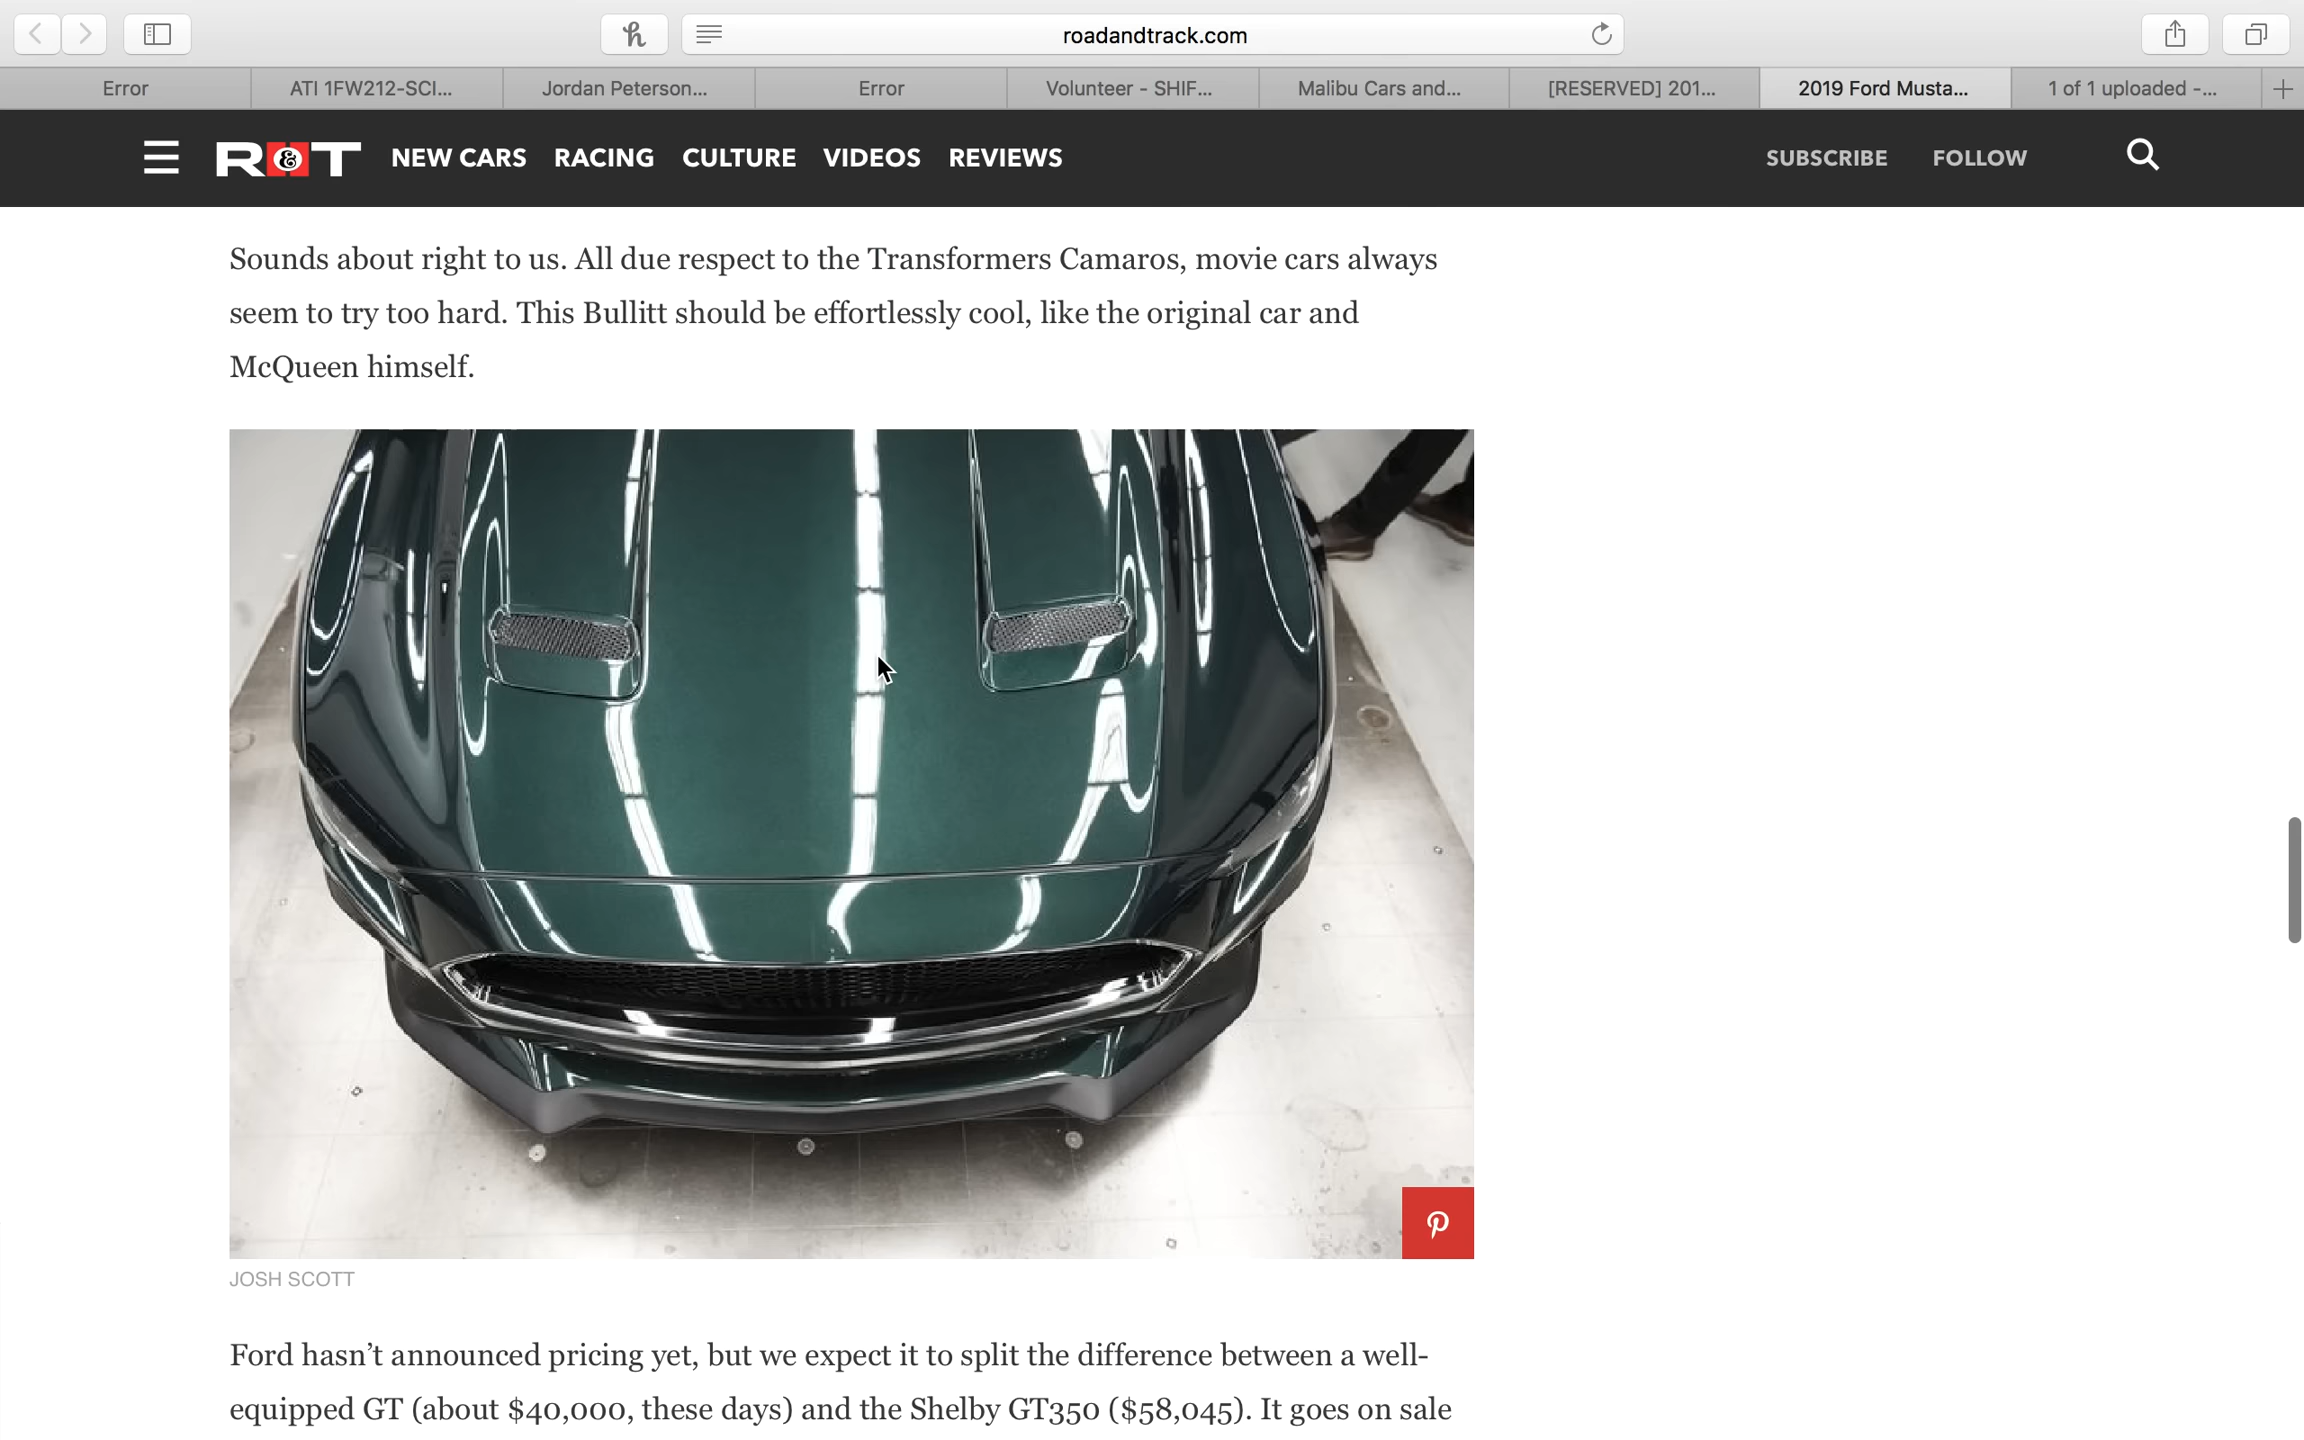 roadandtrack.com
Error
ATI 1FW212-SCI...
Jordan Peterson...
Error
Volunteer - SHIF...
Malibu Cars and...
[RESERVED] 201...
2019 Ford Musta...
1 of 1 uploaded -...
R&T
NEW CARS
RACING
CULTURE
VIDEOS
REVIEWS
SUBSCRIBE
FOLLOW
Sounds about right to us. All due respect to the Transformers Camaros, movie cars always
seem to try too hard. This Bullitt should be effortlessly cool, like the original car and
McQueen himself.
JOSH SCOTT
Ford hasn’t announced pricing yet, but we expect it to split the difference between a well-
equipped GT (about $40,000, these days) and the Shelby GT350 ($58,045). It goes on sale